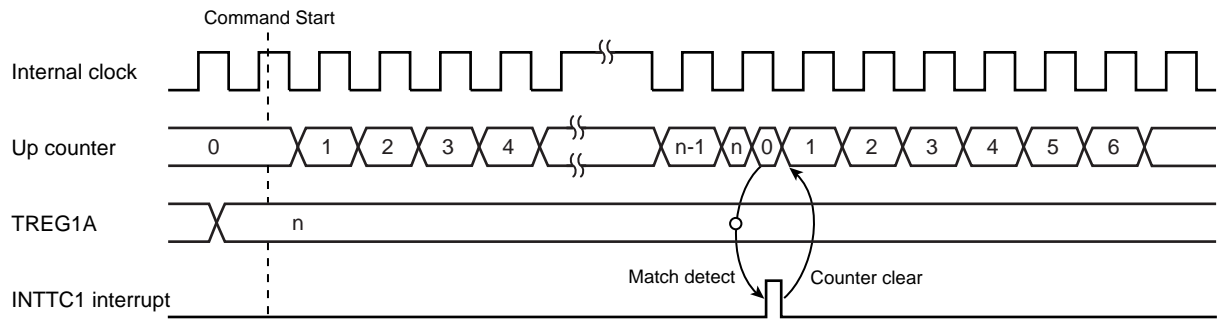 Command Start
Internal clock
Up counter 0 1 2 3 4 n-1 n 0 1 2 3 4 5 6
TREG1A n
Match detect Counter clear
INTTC1 interrupt